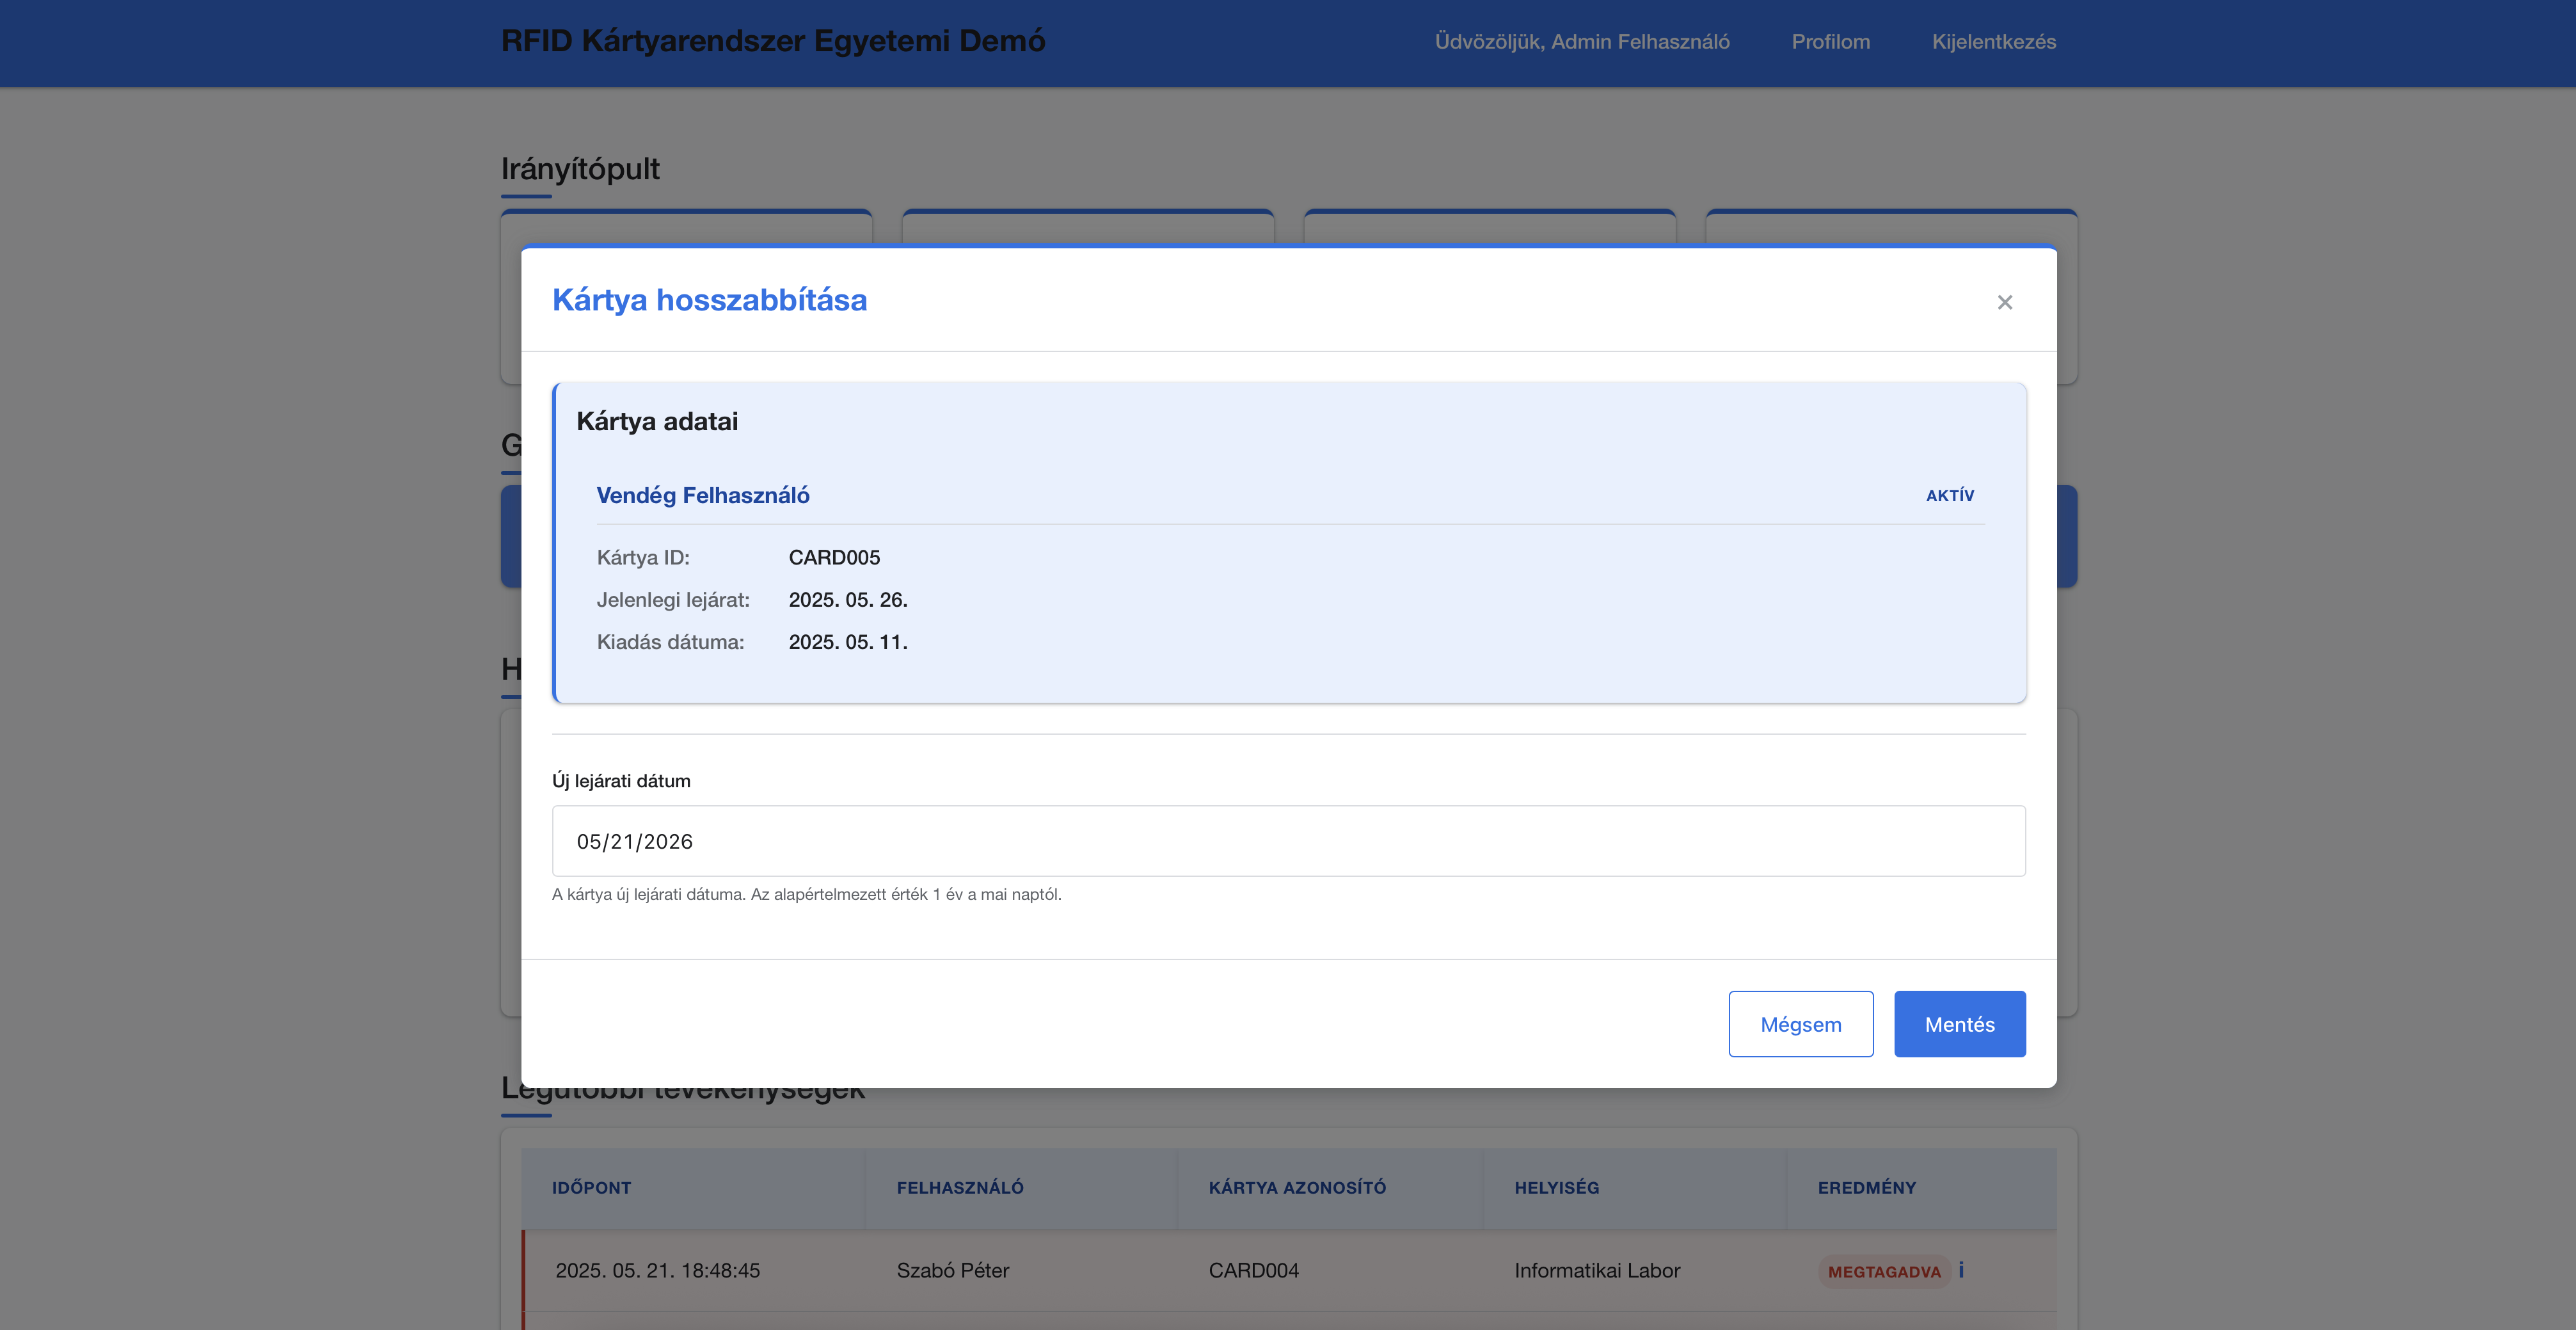 RFID Kártyarendszer Egyetemi Demó
Üdvözöljük, Admin Felhasználó Profilom Kijelentkezés
Irányítópult
Kártya hosszabbítása
×
Kártya adatai
Vendég Felhasználó AKTÍV
Kártya ID: CARD005
Jelenlegi lejárat: 2025. 05. 26.
Kiadás dátuma: 2025. 05. 11.
Új lejárati dátum
05/21/2026
A kártya új lejárati dátuma. Az alapértelmezett érték 1 év a mai naptól.
Mégsem Mentés
Legutóbbi tevékenységek
IDŐPONT FELHASZNÁLÓ KÁRTYA AZONOSÍTÓ HELYISÉG EREDMÉNY
2025. 05. 21. 18:48:45 Szabó Péter CARD004 Informatikai Labor MEGTAGADVA i